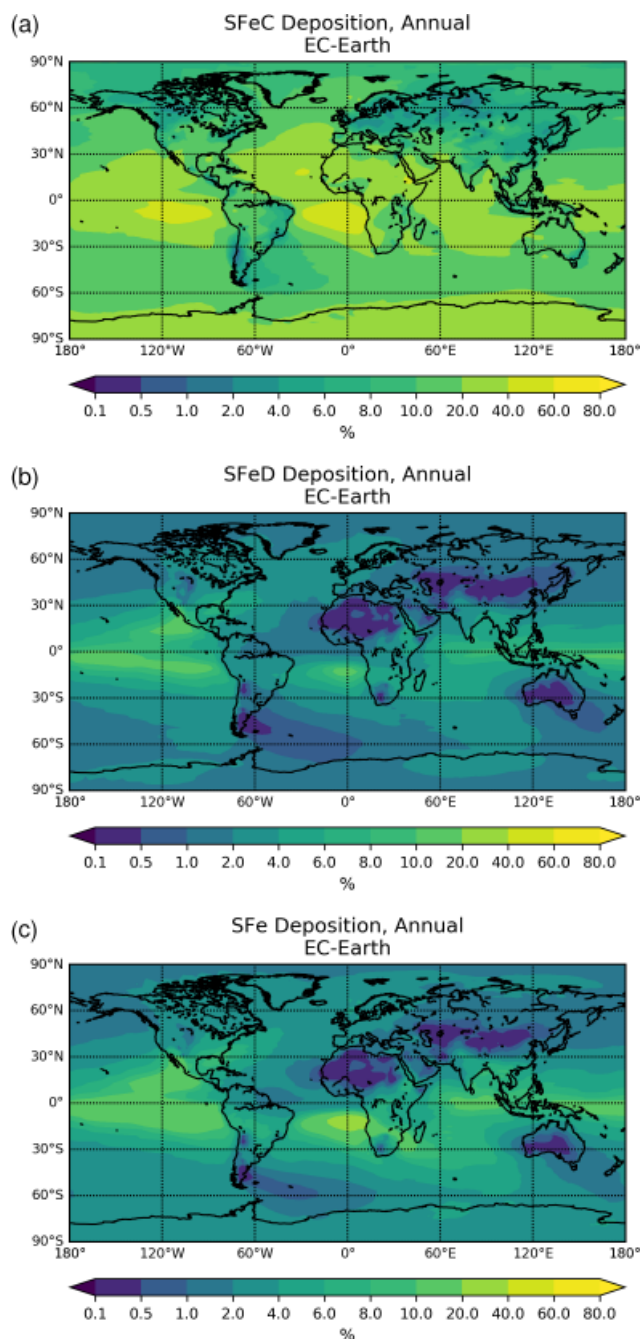 (a)
SFeC Deposition, Annual
EC-Earth
90°N
60°N
30°N
0°
30°S
60°S
90°S
180° 120°W 60°W 0° 60°E 120°E 180°
0.1 0.5 1.0 2.0 4.0 6.0 8.0 10.0 20.0 40.0 60.0 80.0
%
(b)
SFeD Deposition, Annual
EC-Earth
90°N
60°N
30°N
0°
30°S
60°S
90°S
180° 120°W 60°W 0° 60°E 120°E 180°
0.1 0.5 1.0 2.0 4.0 6.0 8.0 10.0 20.0 40.0 60.0 80.0
%
(c)
SFe Deposition, Annual
EC-Earth
90°N
60°N
30°N
0°
30°S
60°S
90°S
180° 120°W 60°W 0° 60°E 120°E 180°
0.1 0.5 1.0 2.0 4.0 6.0 8.0 10.0 20.0 40.0 60.0 80.0
%